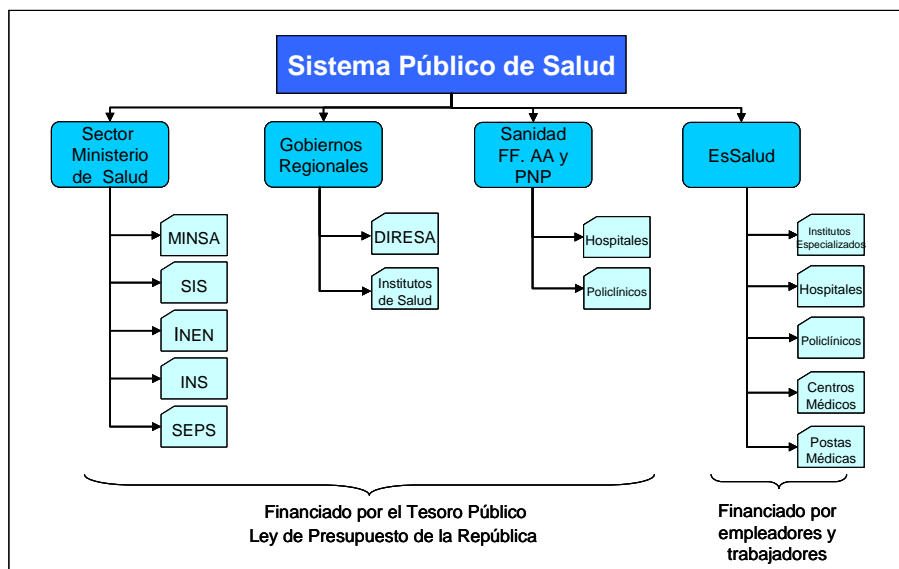 Sistema Público de Salud
Sector
Ministerio
de Salud
Gobiernos
Regionales
Sanidad
FF. AA y
PNP
EsSalud
MINSA
SIS
INEN
INS
SEPS
DIRESA
Institutos
de Salud
Hospitales
Policlínicos
Institutos
Especializados
Hospitales
Policlínicos
Centros
Médicos
Postas
Médicas
Financiado por el Tesoro Público
Ley de Presupuesto de la República
Financiado por
empleadores y
trabajadores